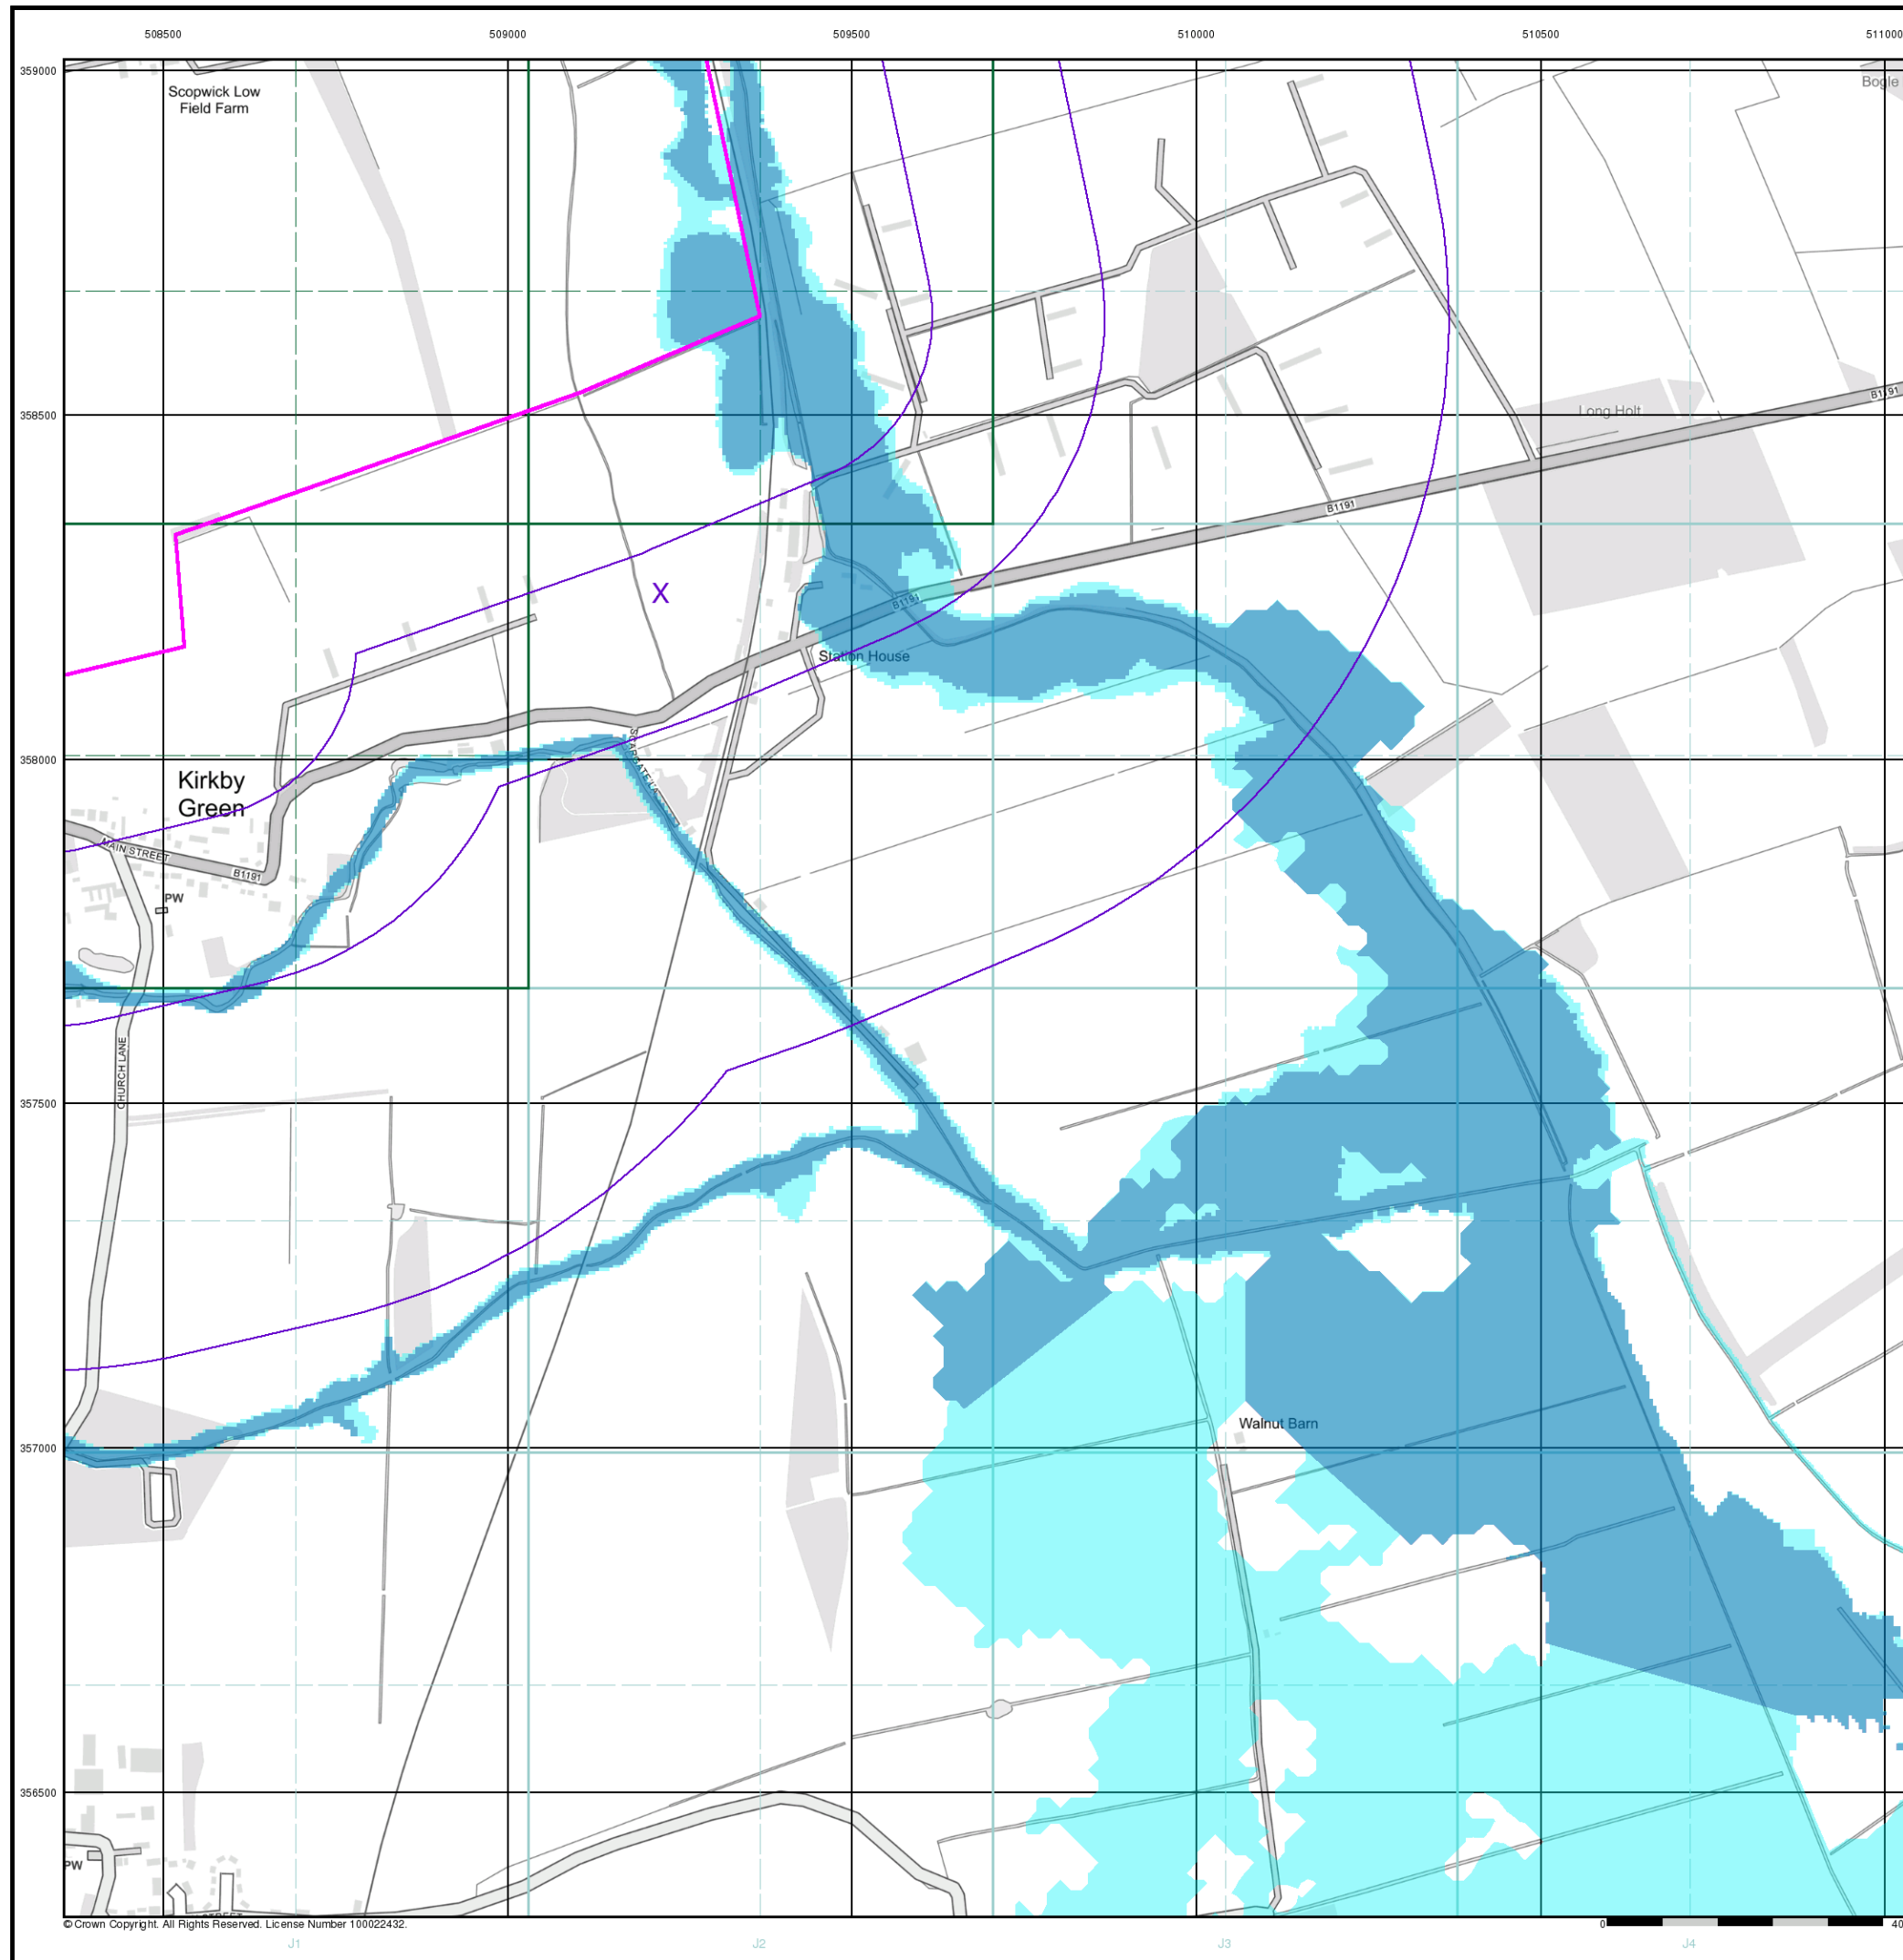 508500
509000
509500
510000
510500
511000
359000
Scopwick Low
Field Farm
Bogle
358500
Long Holt
B1191
B1191
X
B1191
Station House
358000
Kirkby
Green
MAIN STREET
B1191
PW
357500
CHURCH LANE
Walnut Barn
357000
356500
PW
© Crown Copyright. All Rights Reserved. License Number 100022432.
0
40
J1
J2
J3
J4